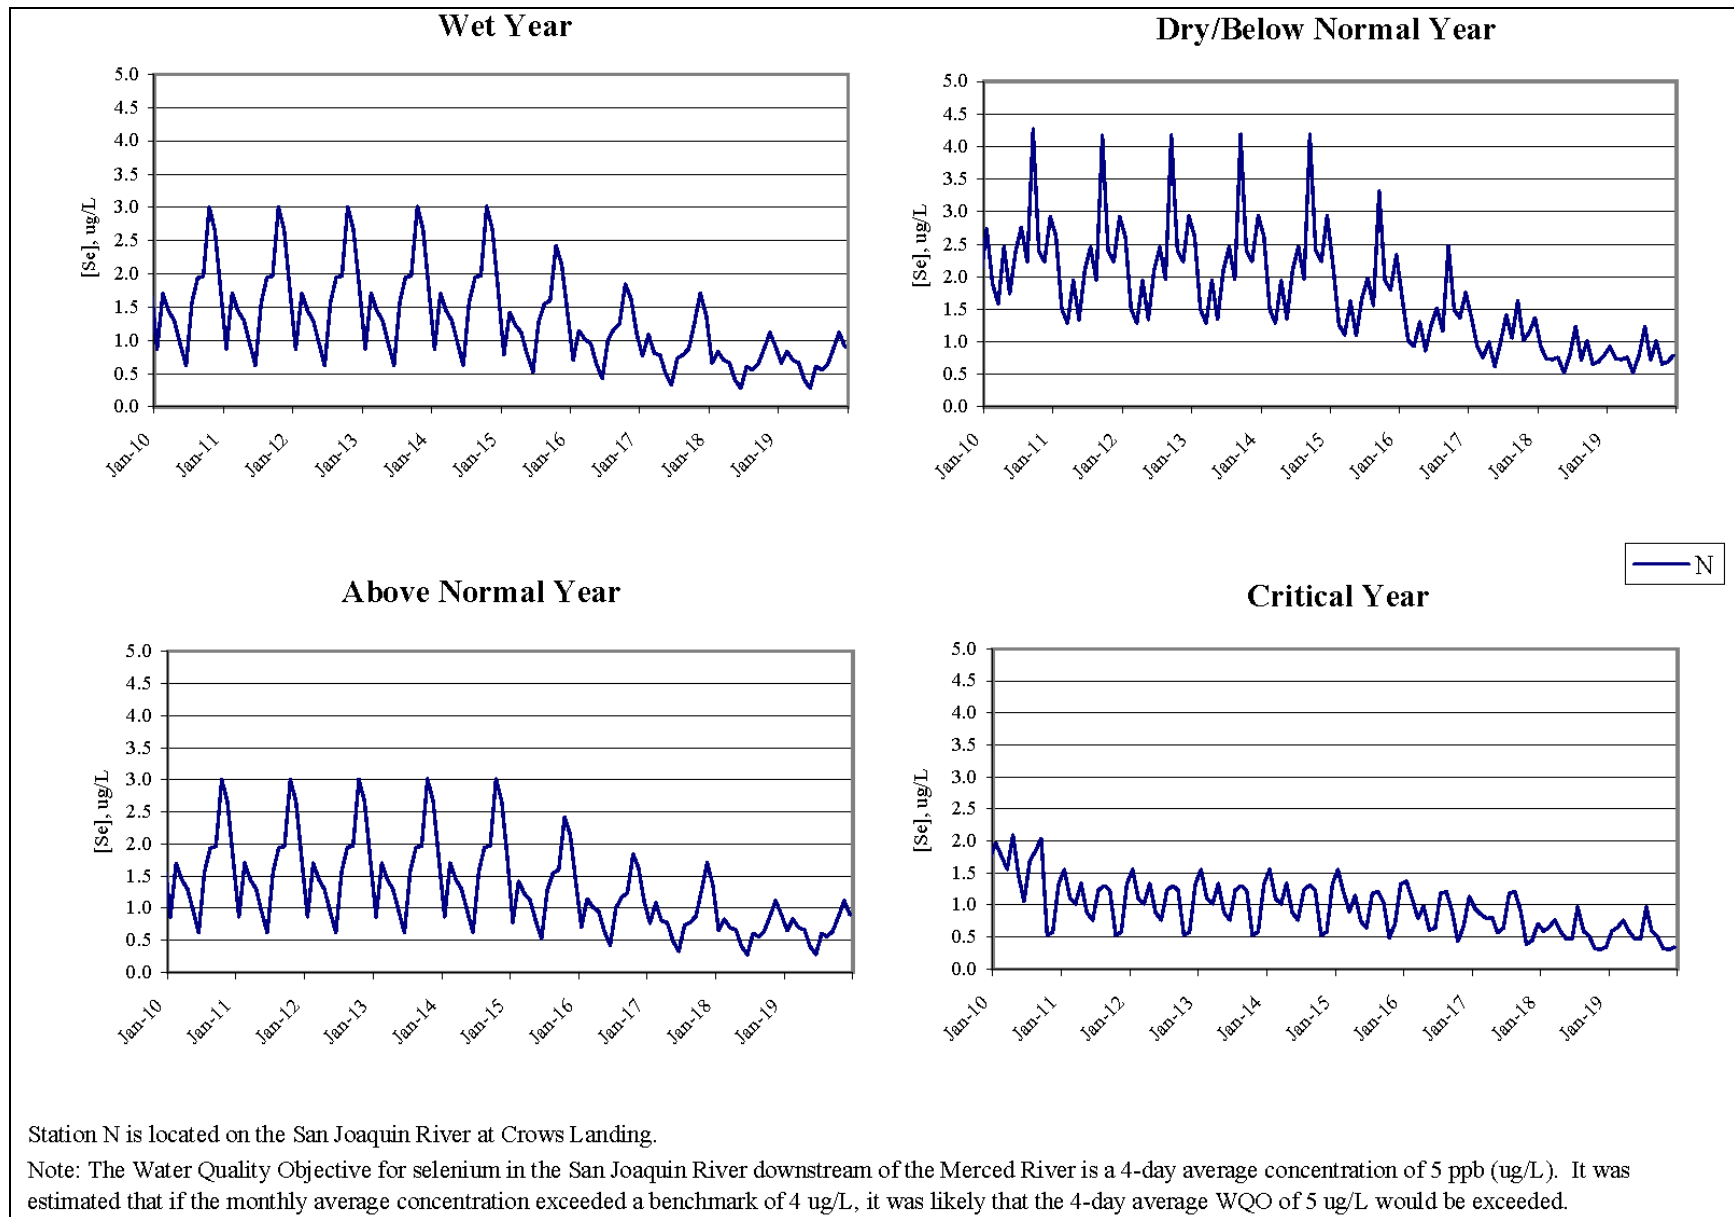 Wet Year
[Se], ug/L
5.0
4.5
4.0
3.5
3.0
2.5
2.0
1.5
1.0
0.5
0.0
Jan-10
Jan-11
Jan-12
Jan-13
Jan-14
Jan-15
Jan-16
Jan-17
Jan-18
Jan-19
Dry/Below Normal Year
[Se], ug/L
5.0
4.5
4.0
3.5
3.0
2.5
2.0
1.5
1.0
0.5
0.0
Jan-10
Jan-11
Jan-12
Jan-13
Jan-14
Jan-15
Jan-16
Jan-17
Jan-18
Jan-19
N
Above Normal Year
[Se], ug/L
5.0
4.5
4.0
3.5
3.0
2.5
2.0
1.5
1.0
0.5
0.0
Jan-10
Jan-11
Jan-12
Jan-13
Jan-14
Jan-15
Jan-16
Jan-17
Jan-18
Jan-19
Critical Year
[Se], ug/L
5.0
4.5
4.0
3.5
3.0
2.5
2.0
1.5
1.0
0.5
0.0
Jan-10
Jan-11
Jan-12
Jan-13
Jan-14
Jan-15
Jan-16
Jan-17
Jan-18
Jan-19
Station N is located on the San Joaquin River at Crows Landing.
Note: The Water Quality Objective for selenium in the San Joaquin River downstream of the Merced River is a 4-day average concentration of 5 ppb (ug/L). It was
estimated that if the monthly average concentration exceeded a benchmark of 4 ug/L, it was likely that the 4-day average WQO of 5 ug/L would be exceeded.